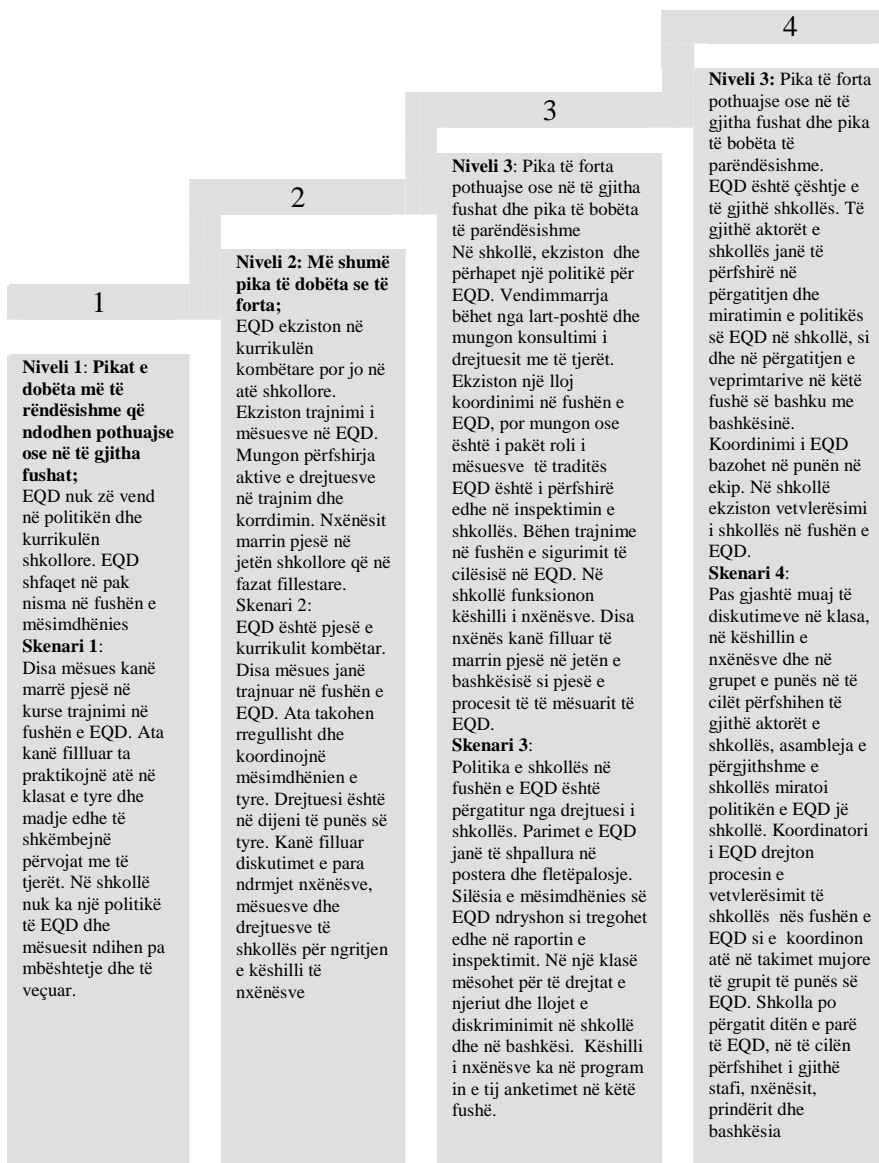 1
Niveli 1: Pikat e
dobëta më të
rëndësishme që
ndodhen pothuajse
ose në të gjitha
fushat;
EQD nuk zë vend
në politikën dhe
kurrikulën
shkollore. EQD
shfaqet në pak
nisma në fushën e
mësimdhënies
Skenari 1:
Disa mësues kanë
marrë pjesë në
kurse trajnimi në
fushën e EQD. Ata
kanë fillluar ta
praktikojnë atë në
klasat e tyre dhe
madje edhe të
shkëmbejnë
përvojat me të
tjerët. Në shkollë
nuk ka një politikë
të EQD dhe
mësuesit ndihen pa
mbështetje dhe të
veçuar.
2
Niveli 2: Më shumë
pika të dobëta se të
forta;
EQD ekziston në
kurrikulën
kombëtare por jo në
atë shkollore.
Ekziston trajnimi i
mësuesve në EQD.
Mungon përfshirja
aktive e drejtuesve
në trajnim dhe
korrdimin. Nxënësit
marrin pjesë në
jetën shkollore që në
fazat fillestare.
Skenari 2:
EQD është pjesë e
kurrikulit kombëtar.
Disa mësues janë
trajnuar në fushën e
EQD. Ata takohen
rregullisht dhe
koordinojnë
mësimdhënien e
tyre. Drejtuesi është
në dijeni të punës së
tyre. Kanë filluar
diskutimet e para
ndrmjet nxënësve,
mësuesve dhe
drejtuesve të
shkollës për ngritjen
e këshilli të
nxënësve
3
Niveli 3: Pika të forta
pothuajse ose në të gjitha
fushat dhe pika të bobëta
të parëndësishme
Në shkollë, ekziston dhe
përhapet një politikë për
EQD. Vendimmarrja
bëhet nga lart-poshtë dhe
mungon konsultimi i
drejtuesit me të tjerët.
Ekziston një lloj
koordinimi në fushën e
EQD, por mungon ose
është i pakët roli i
mësuesve të traditës
EQD është i përfshirë
edhe në inspektimin e
shkollës. Bëhen trajnime
në fushën e sigurimit të
cilësisë në EQD. Në
shkollë funksionon
këshilli i nxënësve. Disa
nxënës kanë filluar të
marrin pjesë në jetën e
bashkësisë si pjesë e
procesit të të mësuarit të
EQD.
Skenari 3:
Politika e shkollës në
fushën e EQD është
përgatitur nga drejtuesi i
shkollës. Parimet e EQD
janë të shpallura në
postera dhe fletëpalosje.
Silësia e mësimdhënies së
EQD ndryshon si tregohet
edhe në raportin e
inspektimit. Në një klasë
mësohet për të drejtat e
njeriut dhe llojet e
diskriminimit në shkollë
dhe në bashkësi. Këshilli
i nxënësve ka në program
in e tij anketimet në këtë
fushë.
4
Niveli 3: Pika të forta
pothuajse ose në të
gjitha fushat dhe pika
të bobëta të
parëndësishme.
EQD është çështje e
të gjithë shkollës. Të
gjithë aktorët e
shkollës janë të
përfshirë në
përgatitjen dhe
miratimin e politikës
së EQD në shkollë, si
dhe në përgatitjen e
veprimtarive në këtë
fushë së bashku me
bashkësinë.
Koordinimi i EQD
bazohet në punën në
ekip. Në shkollë
ekziston vetvlerësimi
i shkollës në fushën e
EQD.
Skenari 4:
Pas gjashtë muaj të
diskutimeve në klasa,
në këshillin e
nxënësve dhe në
grupet e punës në të
cilët përfshihen të
gjithë aktorët e
shkollës, asambleja e
përgjithshme e
shkollës miratoi
politikën e EQD jë
shkollë. Koordinatori
i EQD drejton
procesin e
vetvlerësimit të
shkollës nës fushën e
EQD si e koordinon
atë në takimet mujore
të grupit të punës së
EQD. Shkolla po
përgatit ditën e parë
të EQD, në të cilën
përfshihet i gjithë
stafi, nxënësit,
prindërit dhe
bashkësia